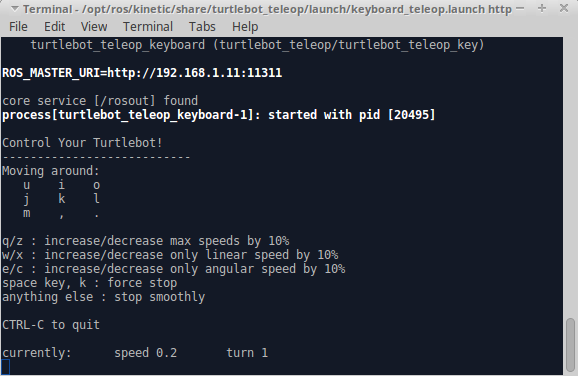 Terminal - /opt/ros/kinetic/share/turtlebot_teleop/launch/keyboard_teleop.launch http
File Edit View Terminal Tabs Help
turtlebot_teleop_keyboard (turtlebot_teleop/turtlebot_teleop_key)
ROS_MASTER_URI=http://192.168.1.11:11311
core service [/rosout] found
process[turtlebot_teleop_keyboard-1]: started with pid [20495]
Control Your Turtlebot!
---------------------------
Moving around:
u i o
j k l
m , .
q/z : increase/decrease max speeds by 10%
w/x : increase/decrease only linear speed by 10%
e/c : increase/decrease only angular speed by 10%
space key, k : force stop
anything else : stop smoothly
CTRL-C to quit
currently: speed 0.2 turn 1